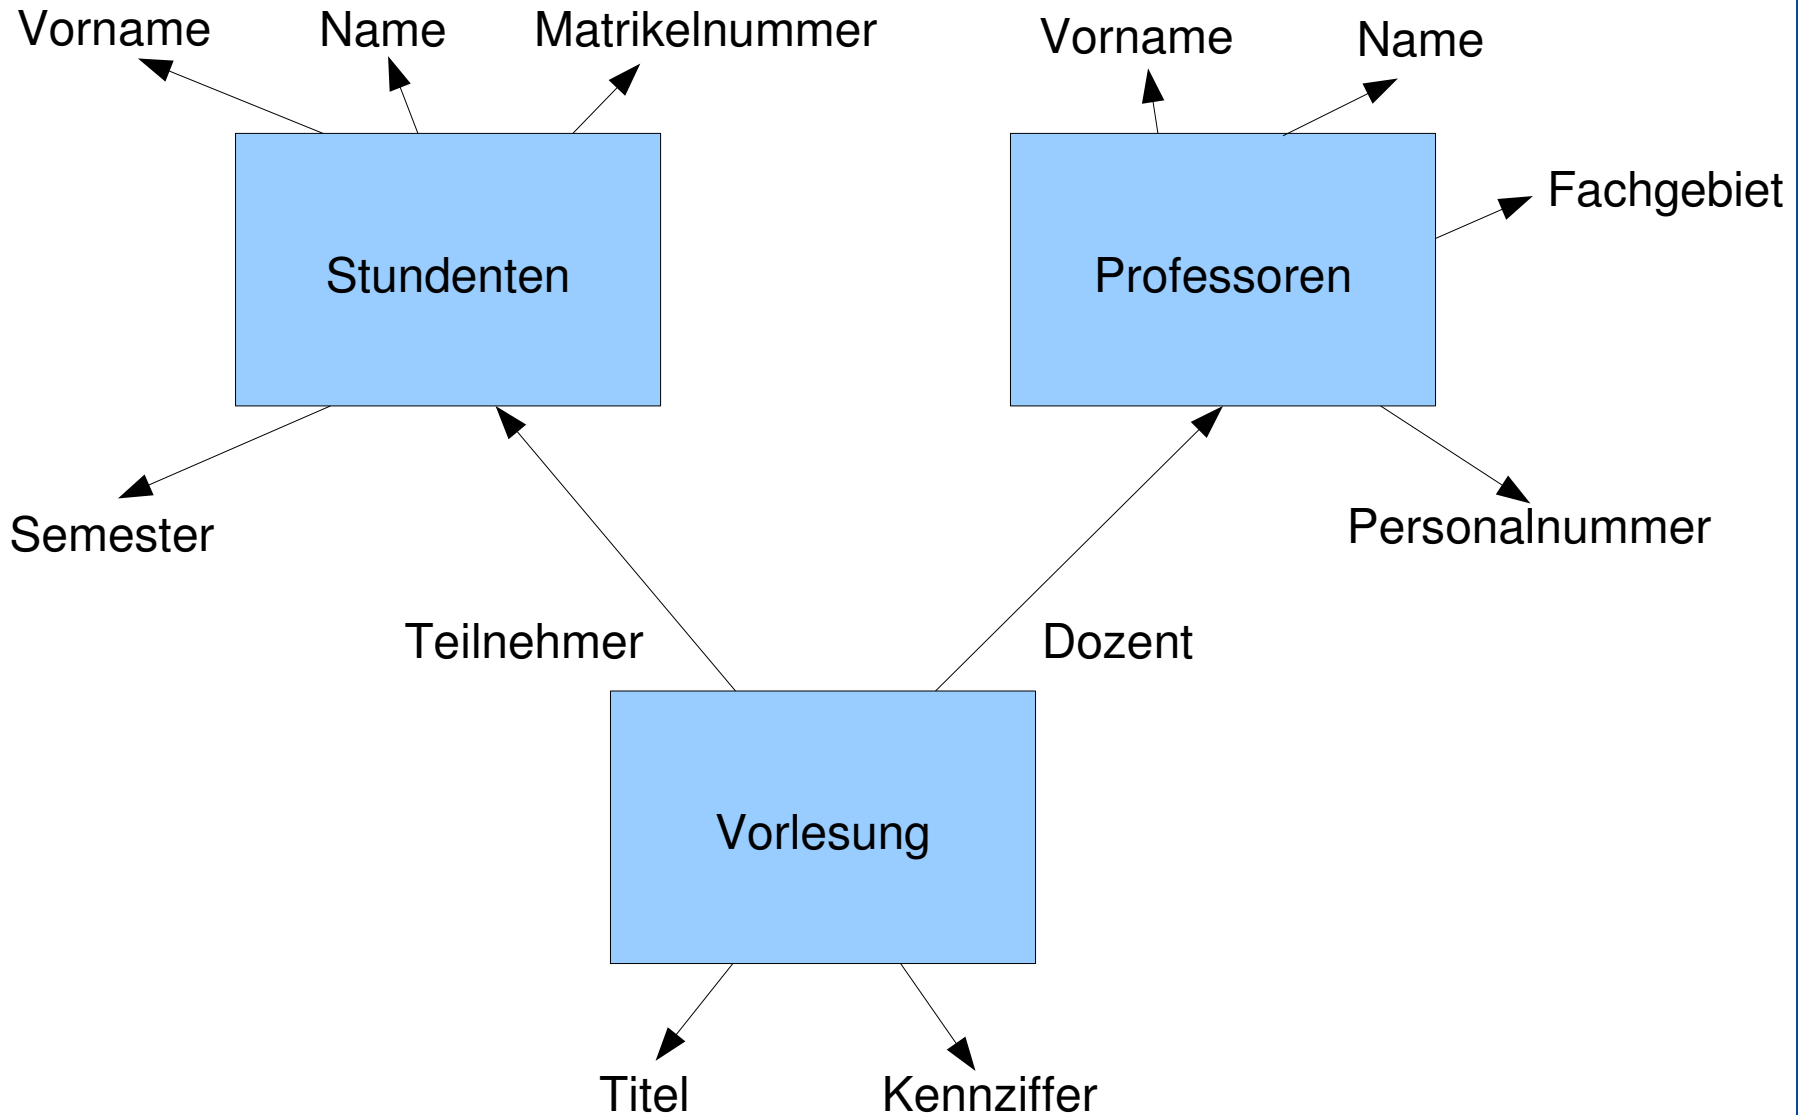 Vorname
Name
Matrikelnummer
Vorname
Name
Fachgebiet
Stundenten
Professoren
Semester
Personalnummer
Teilnehmer
Dozent
Vorlesung
Titel
Kennziffer